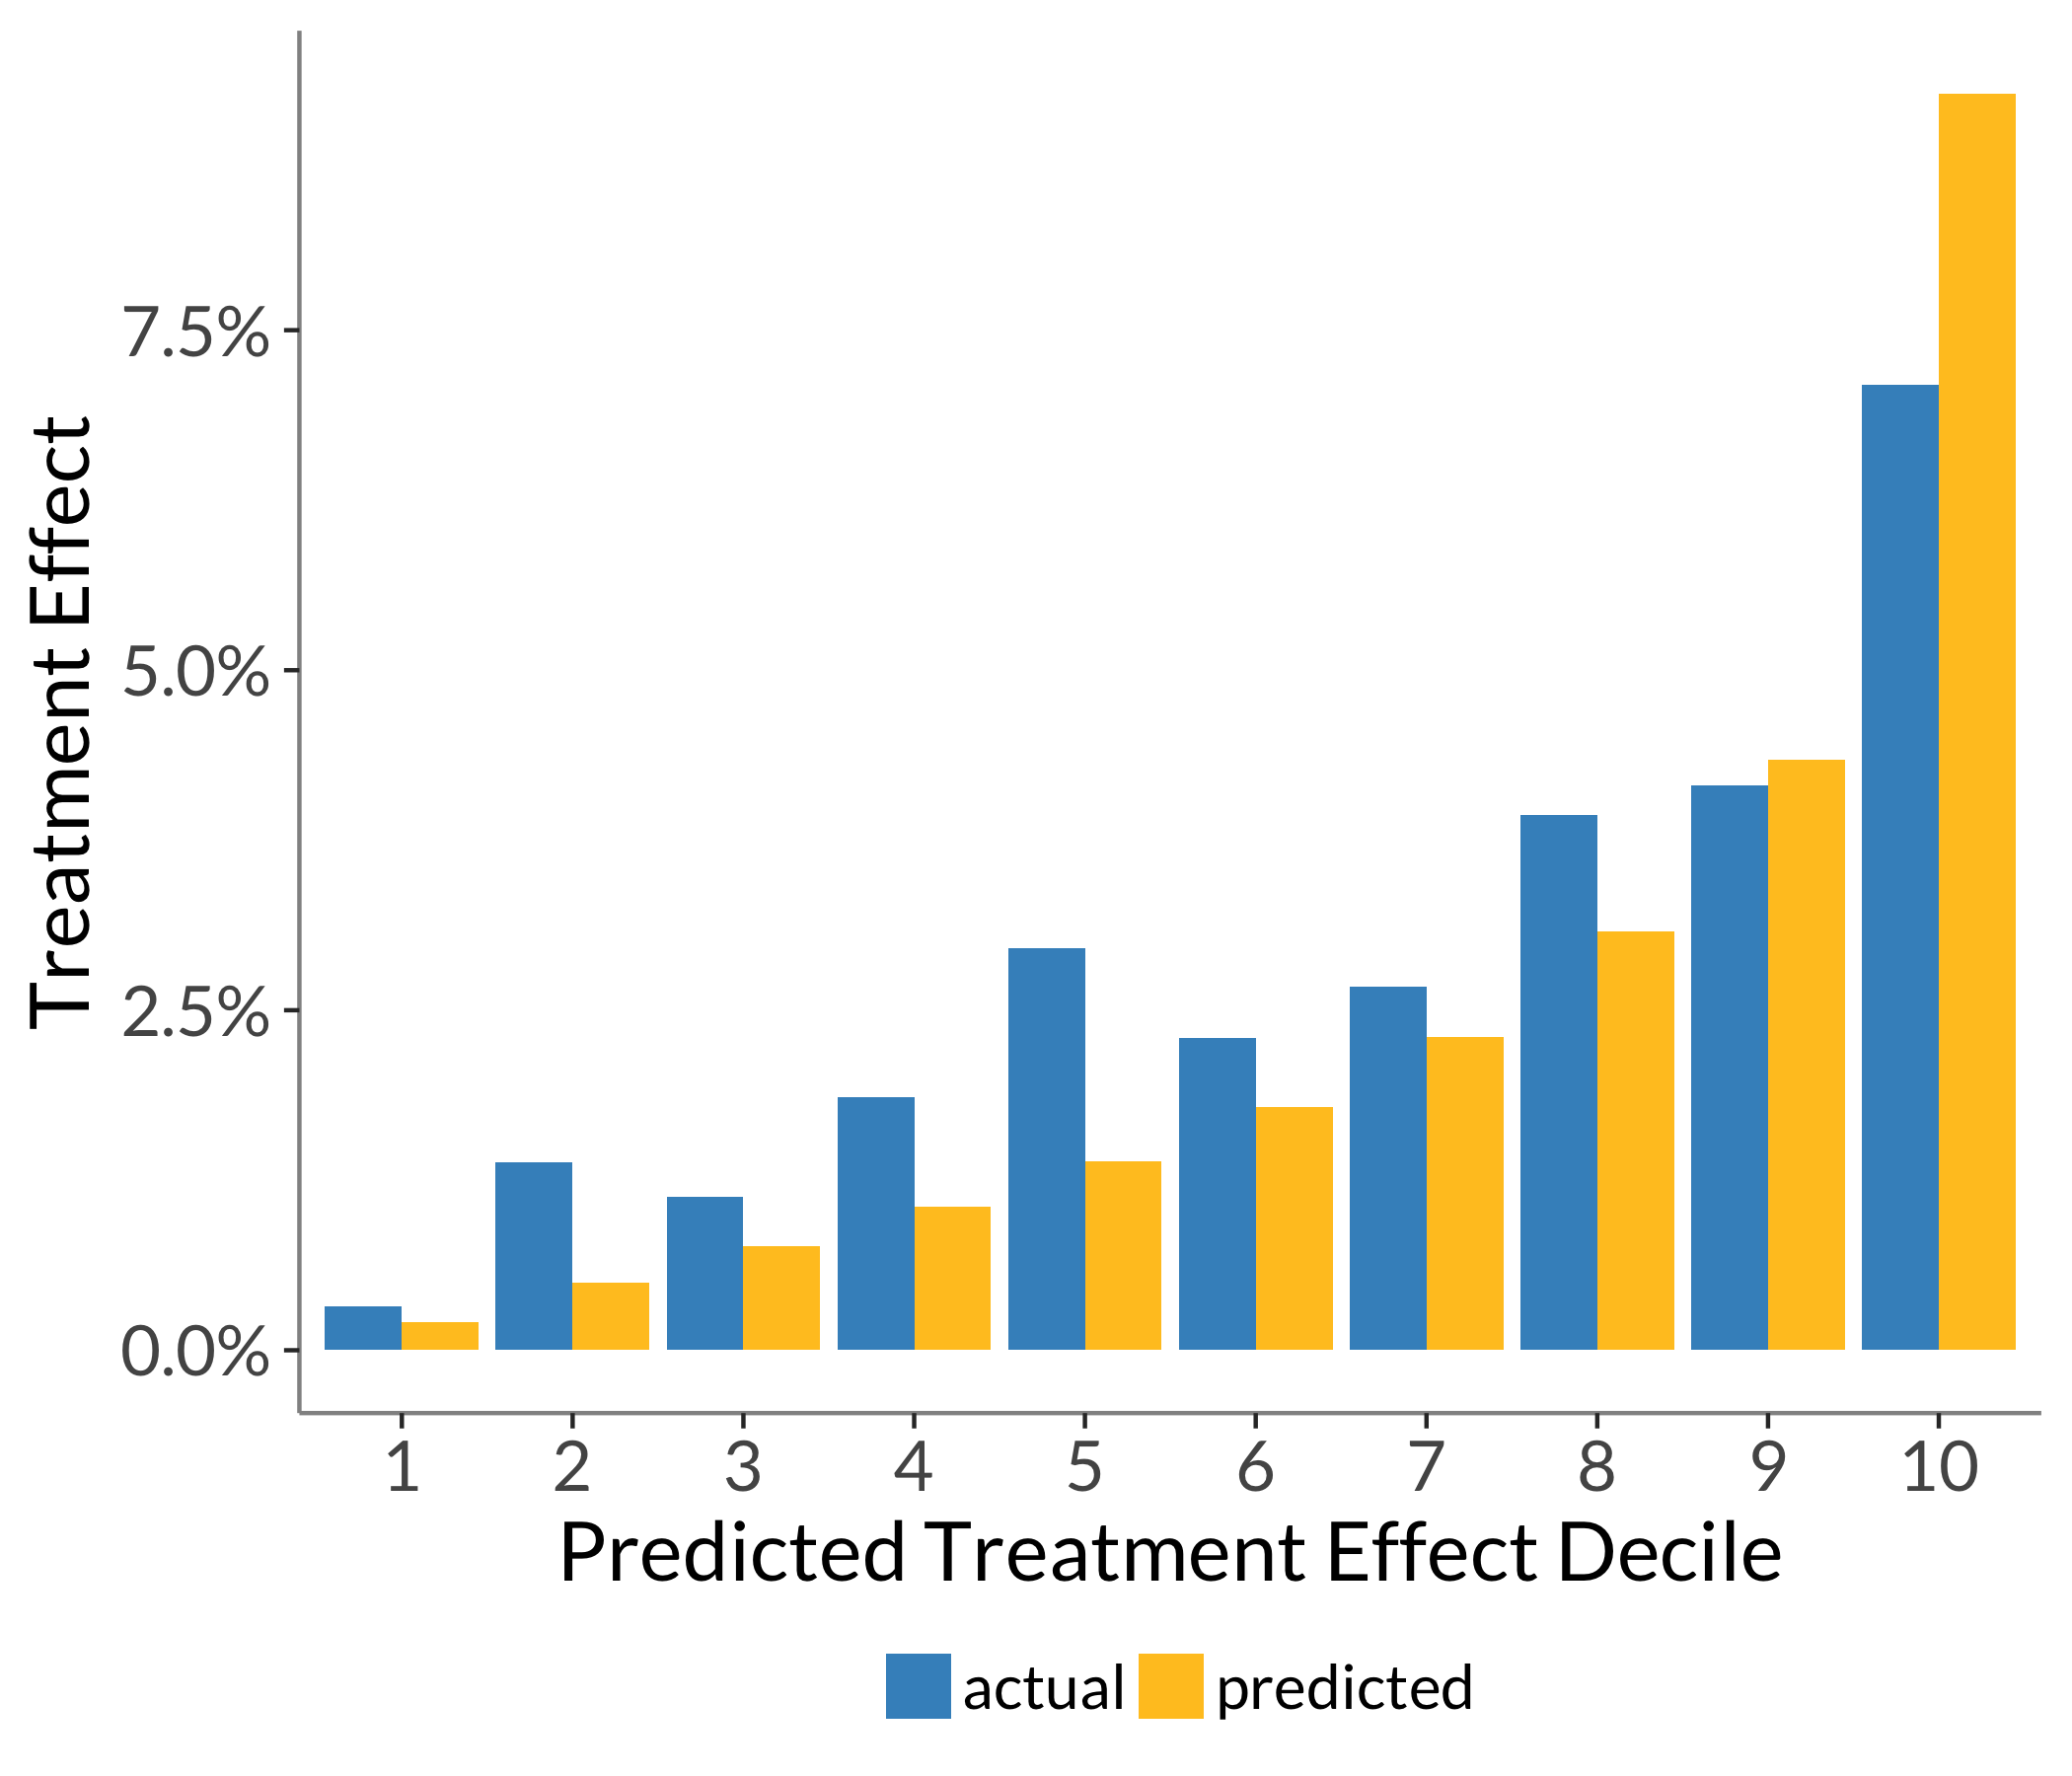 Treatment Effect
7.5%
5.0%
2.5%
0.0%
1 2 3 4 5 6 7 8 9 10
Predicted Treatment Effect Decile
actual predicted